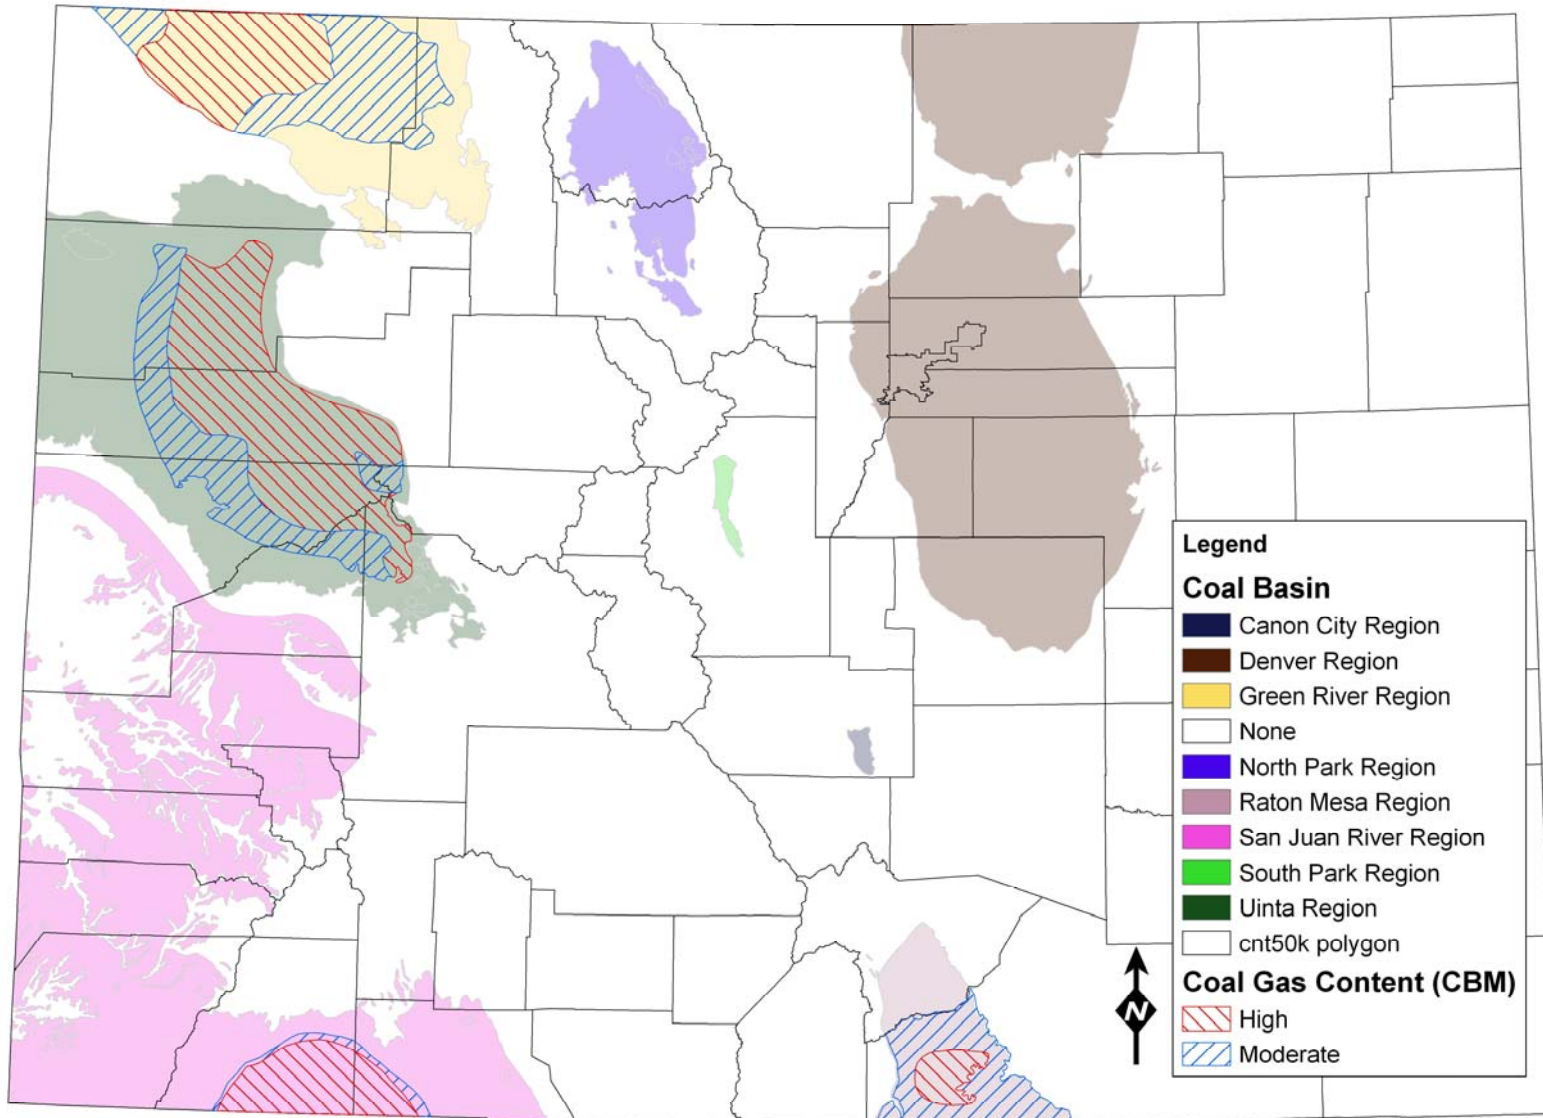 Legend
Coal Basin
Canon City Region
Denver Region
Green River Region
None
North Park Region
Raton Mesa Region
San Juan River Region
South Park Region
Uinta Region
cnt50k polygon
Coal Gas Content (CBM)
High
Moderate
N